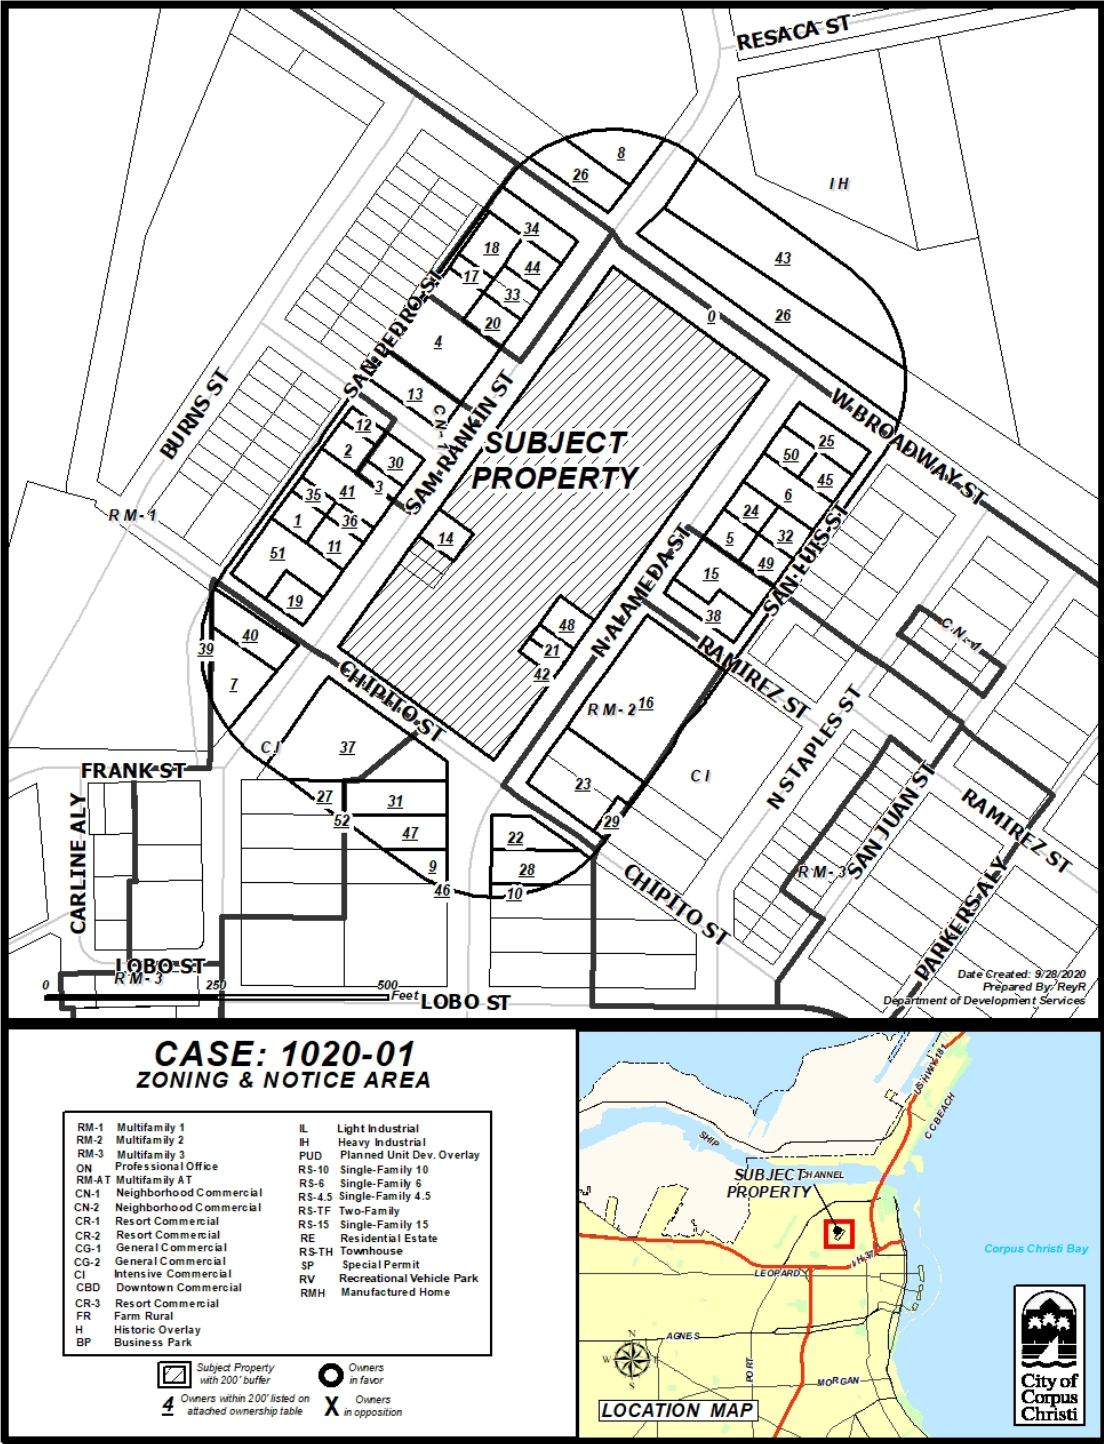 RESACA ST
8
26
IH
34
18
43
44
17
33
26
0
20
4
SAN PEDRO ST
13
CN-1
W BROADWAY ST
BURNS ST
SAM RANKIN ST
12
SUBJECT
PROPERTY
25
2
50
30
45
3
35
41
6
RM-1
24
1
36
14
5
32
51
11
49
15
SAN LUIS ST
19
N ALAMEDA ST
38
48
40
21
39
42
RAMIREZ ST
CN-1
7
CHIPITO ST
RM-2
16
CI
37
CI
FRANK ST
23
N STAPLES ST
27
31
52
29
CARLINE ALY
47
22
RAMIREZ ST
9
28
RM-3
SAN JUAN ST
46
10
CHIPITO ST
PARKERS ALY
LOBO ST
RM-3
0
250
500
Feet
LOBO ST
Date Created: 9/28/2020
Prepared By: ReyR
Department of Development Services
CASE: 1020-01
ZONING & NOTICE AREA
RM-1 Multifamily 1
RM-2 Multifamily 2
RM-3 Multifamily 3
ON Professional Office
RM-AT Multifamily AT
CN-1 Neighborhood Commercial
CN-2 Neighborhood Commercial
CR-1 Resort Commercial
CR-2 Resort Commercial
CG-1 General Commercial
CG-2 General Commercial
CI Intensive Commercial
CBD Downtown Commercial
CR-3 Resort Commercial
FR Farm Rural
H Historic Overlay
BP Business Park
IL Light Industrial
IH Heavy Industrial
PUD Planned Unit Dev. Overlay
RS-10 Single-Family 10
RS-6 Single-Family 6
RS-4.5 Single-Family 4.5
RS-TF Two-Family
RS-15 Single-Family 15
RE Residential Estate
RS-TH Townhouse
SP Special Permit
RV Recreational Vehicle Park
RMH Manufactured Home
Subject Property
with 200' buffer
Owners
in favor
4 Owners within 200' listed on
attached ownership table
X Owners
in opposition
US HWY 181
CC BEACH
SHIP
CHANNEL
SUBJECT
PROPERTY
Corpus Christi Bay
IH-37
LEOPARD
AGNES
N
W
E
S
PORT
MORGAN
LOCATION MAP
City of
Corpus
Christi